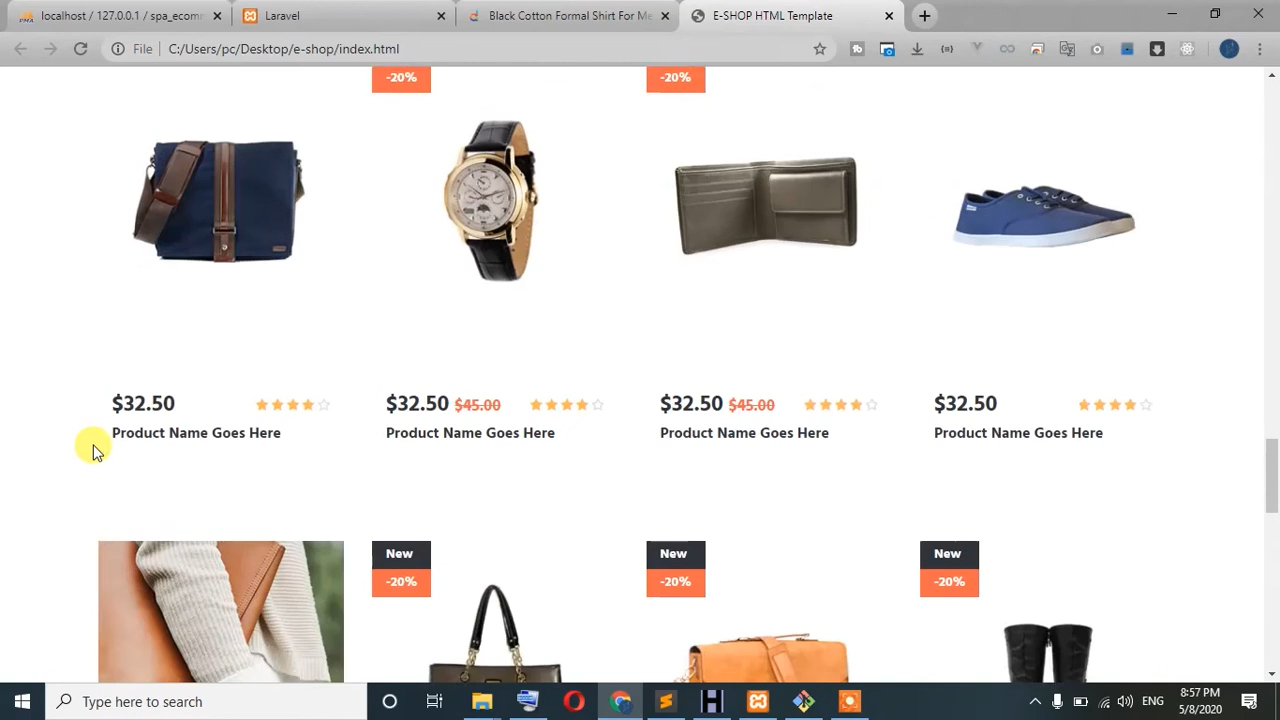 localhost / 127.0.0.1 / spa_ecomm
Laravel
Black Cotton Formal Shirt For Me
E-SHOP HTML Template
File
C:/Users/pc/Desktop/e-shop/index.html
-20%
-20%
$32.50
$32.50 $45.00
$32.50 $45.00
$32.50
Product Name Goes Here
Product Name Goes Here
Product Name Goes Here
Product Name Goes Here
New
New
New
-20%
-20%
-20%
Type here to search
ENG
8:57 PM
5/8/2020